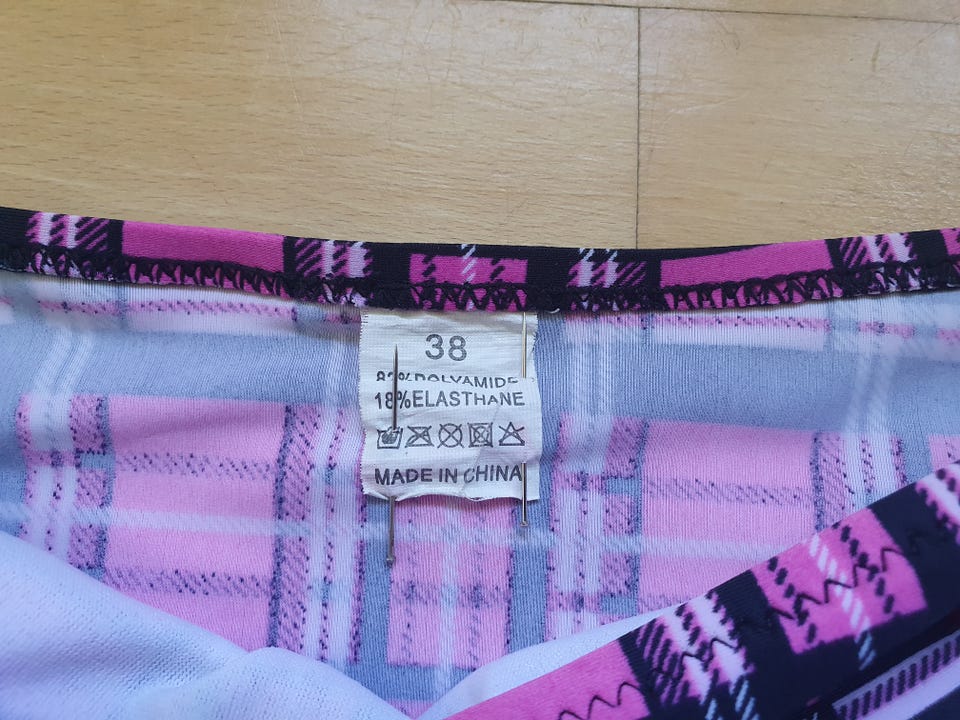 38
82% POLYAMIDE
18%ELASTHANE
MADE IN CHINA